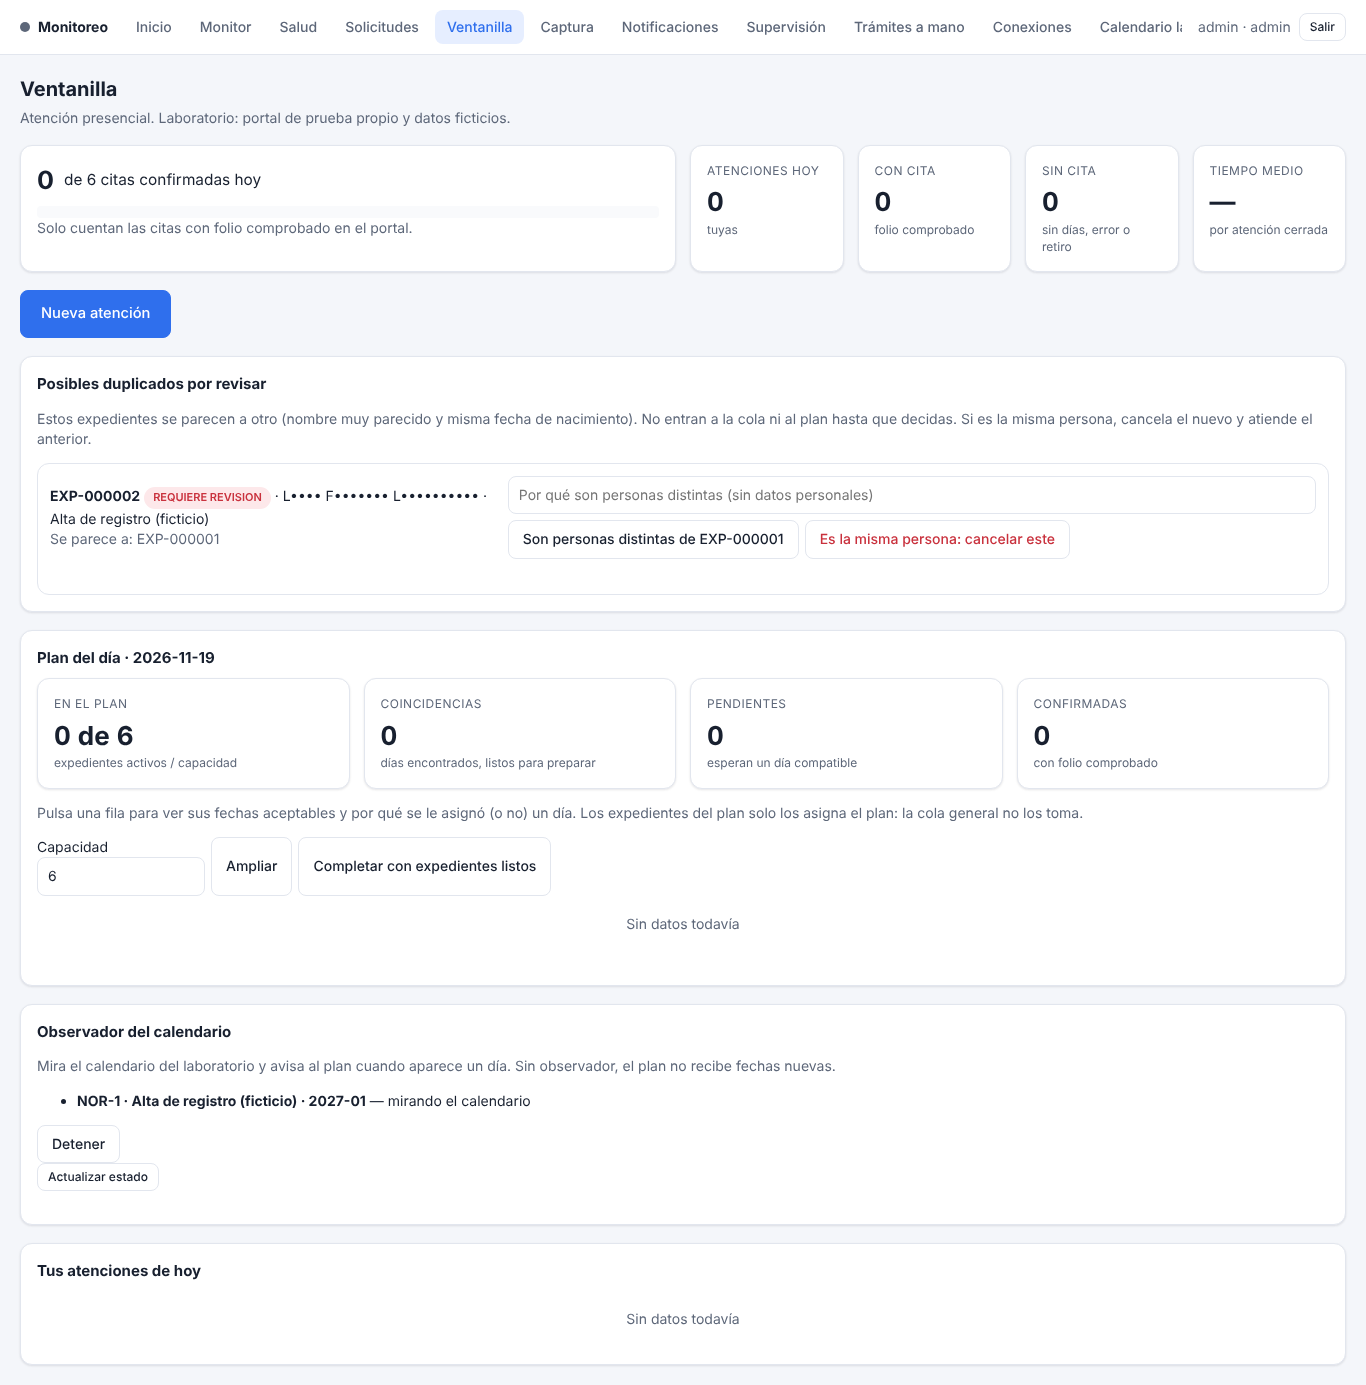 Monitoreo Inicio Monitor Salud Solicitudes Ventanilla Captura Notificaciones Supervisión Trámites a mano Conexiones Calendario admin · admin Salir
Ventanilla
Atención presencial. Laboratorio: portal de prueba propio y datos ficticios.
0 de 6 citas confirmadas hoy
Solo cuentan las citas con folio comprobado en el portal.
ATENCIONES HOY
0
tuyas
CON CITA
0
folio comprobado
SIN CITA
0
sin días, error o
retiro
TIEMPO MEDIO
—
por atención cerrada
Nueva atención
Posibles duplicados por revisar
Estos expedientes se parecen a otro (nombre muy parecido y misma fecha de nacimiento). No entran a la cola ni al plan hasta que decidas. Si es la misma persona, cancela el nuevo y atiende el
anterior.
EXP-000002 REQUIERE REVISION · L•••• F••••••• L•••••••••• ·
Alta de registro (ficticio)
Se parece a: EXP-000001
Por qué son personas distintas (sin datos personales)
Son personas distintas de EXP-000001 Es la misma persona: cancelar este
Plan del día · 2026-11-19
EN EL PLAN
0 de 6
expedientes activos / capacidad
COINCIDENCIAS
0
días encontrados, listos para preparar
PENDIENTES
0
esperan un día compatible
CONFIRMADAS
0
con folio comprobado
Pulsa una fila para ver sus fechas aceptables y por qué se le asignó (o no) un día. Los expedientes del plan solo los asigna el plan: la cola general no los toma.
Capacidad
6 Ampliar Completar con expedientes listos
Sin datos todavía
Observador del calendario
Mira el calendario del laboratorio y avisa al plan cuando aparece un día. Sin observador, el plan no recibe fechas nuevas.
• NOR-1 · Alta de registro (ficticio) · 2027-01 — mirando el calendario
Detener
Actualizar estado
Tus atenciones de hoy
Sin datos todavía